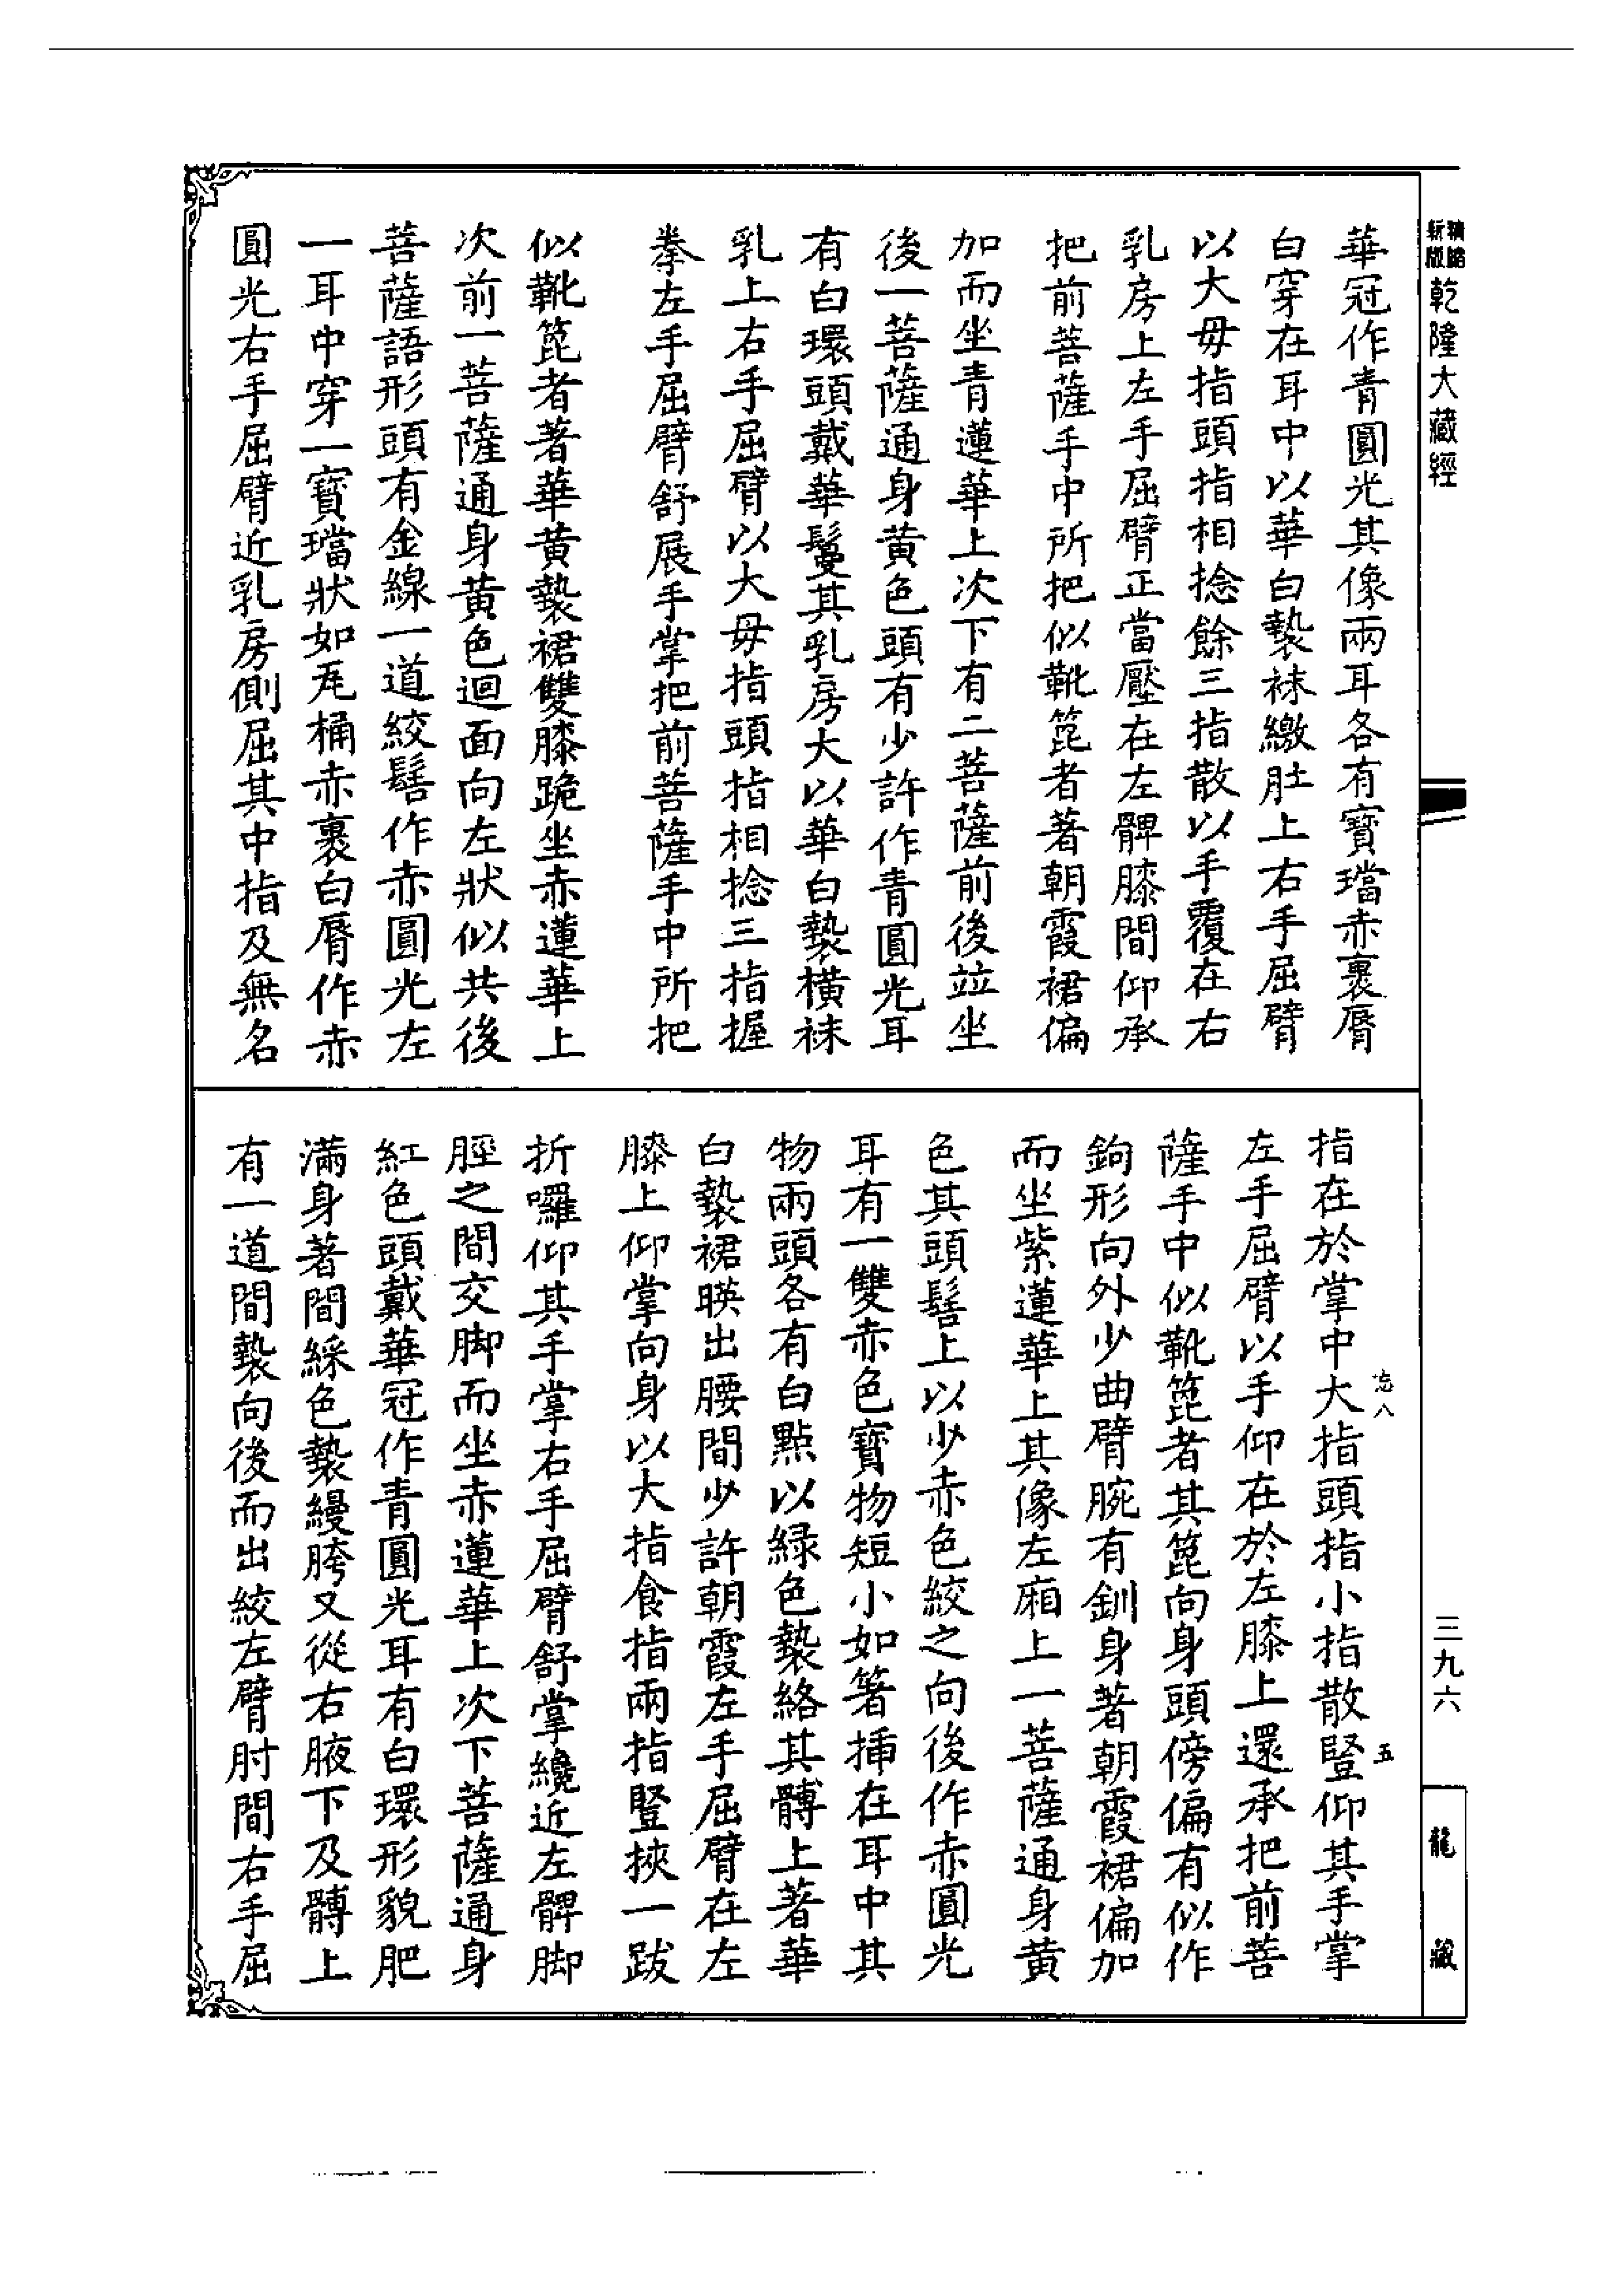 精縮新版乾隆大藏經
華冠作青圓光其像兩耳各有寶璫赤裏脣
白穿在耳中以華白㲲袜繳肚上右手屈臂
以大毋指頭指相捻餘三指散以手覆在右
乳房上左手屈臂正當壓在左髀膝間仰承
把前菩薩手中所把似靴箆者著朝霞裙偏
加而坐青蓮華上次下有二菩薩前後竝坐
後一菩薩通身黄色頭有少許作青圓光耳
有白環頭戴華鬘其乳房大以華白㲲横袜
乳上右手屈臂以大毋指頭指相捻三指握
拳左手屈臂舒展手掌把前菩薩手中所把
似靴箆者著華黄㲲裙雙膝跪坐赤蓮華上
次前一菩薩通身黄色迴面向左狀似共後
菩薩語形頭有金線一道絞髻作赤圓光左
一耳中穿一寶璫狀如瓦桶赤裹白脣作赤
圓光右手屈臂近乳房側屈其中指及無名
指在於掌中大指頭指小指散豎仰其手掌
左手屈臂以手仰在於左膝上還承把前菩
薩手中似靴箆者其箆向身頭傍偏有似作
鉤形向外少曲臂腕有釧身著朝霞裙偏加
而坐紫蓮華上其像左廂上一菩薩通身黄
色其頭髻上以少赤色絞之向後作赤圓光
耳有一雙赤色寶物短小如箸揷在耳中其
物兩頭各有白點以緑色㲲絡其髆上著華
白㲲裙暎出腰間少許朝霞左手屈臂在左
膝上仰掌向身以大指食指兩指豎挾一跋
折囉仰其手掌右手屈臂舒掌纔近左髀脚
脛之間交脚而坐赤蓮華上次下菩薩通身
紅色頭戴華冠作青圓光耳有白環形貌肥
滿身著間綵色㲲縵胯又從右腋下及髆上
有一道間㲲向後而出絞左臂肘間右手屈
忘八
五
三九六
龍藏